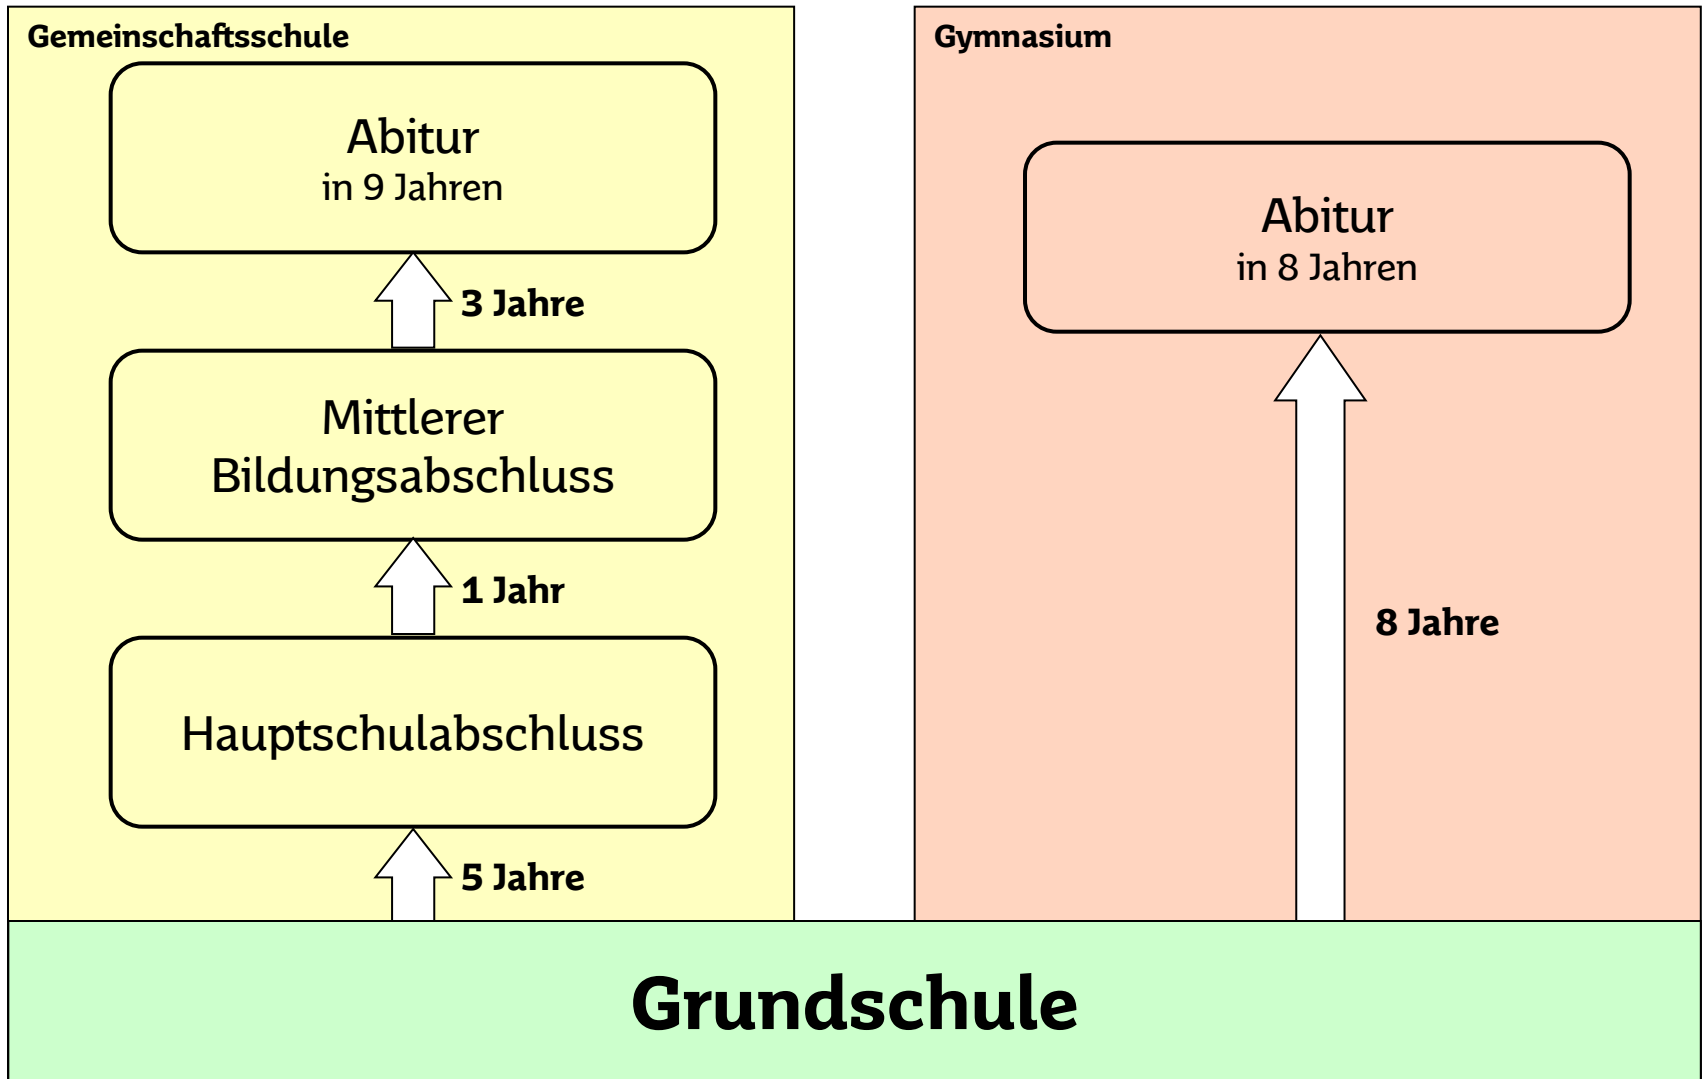 Gemeinschaftsschule
Abitur
in 9 Jahren
3 Jahre
Mittlerer
Bildungsabschluss
1 Jahr
Hauptschulabschluss
5 Jahre
Gymnasium
Abitur
in 8 Jahren
8 Jahre
Grundschule